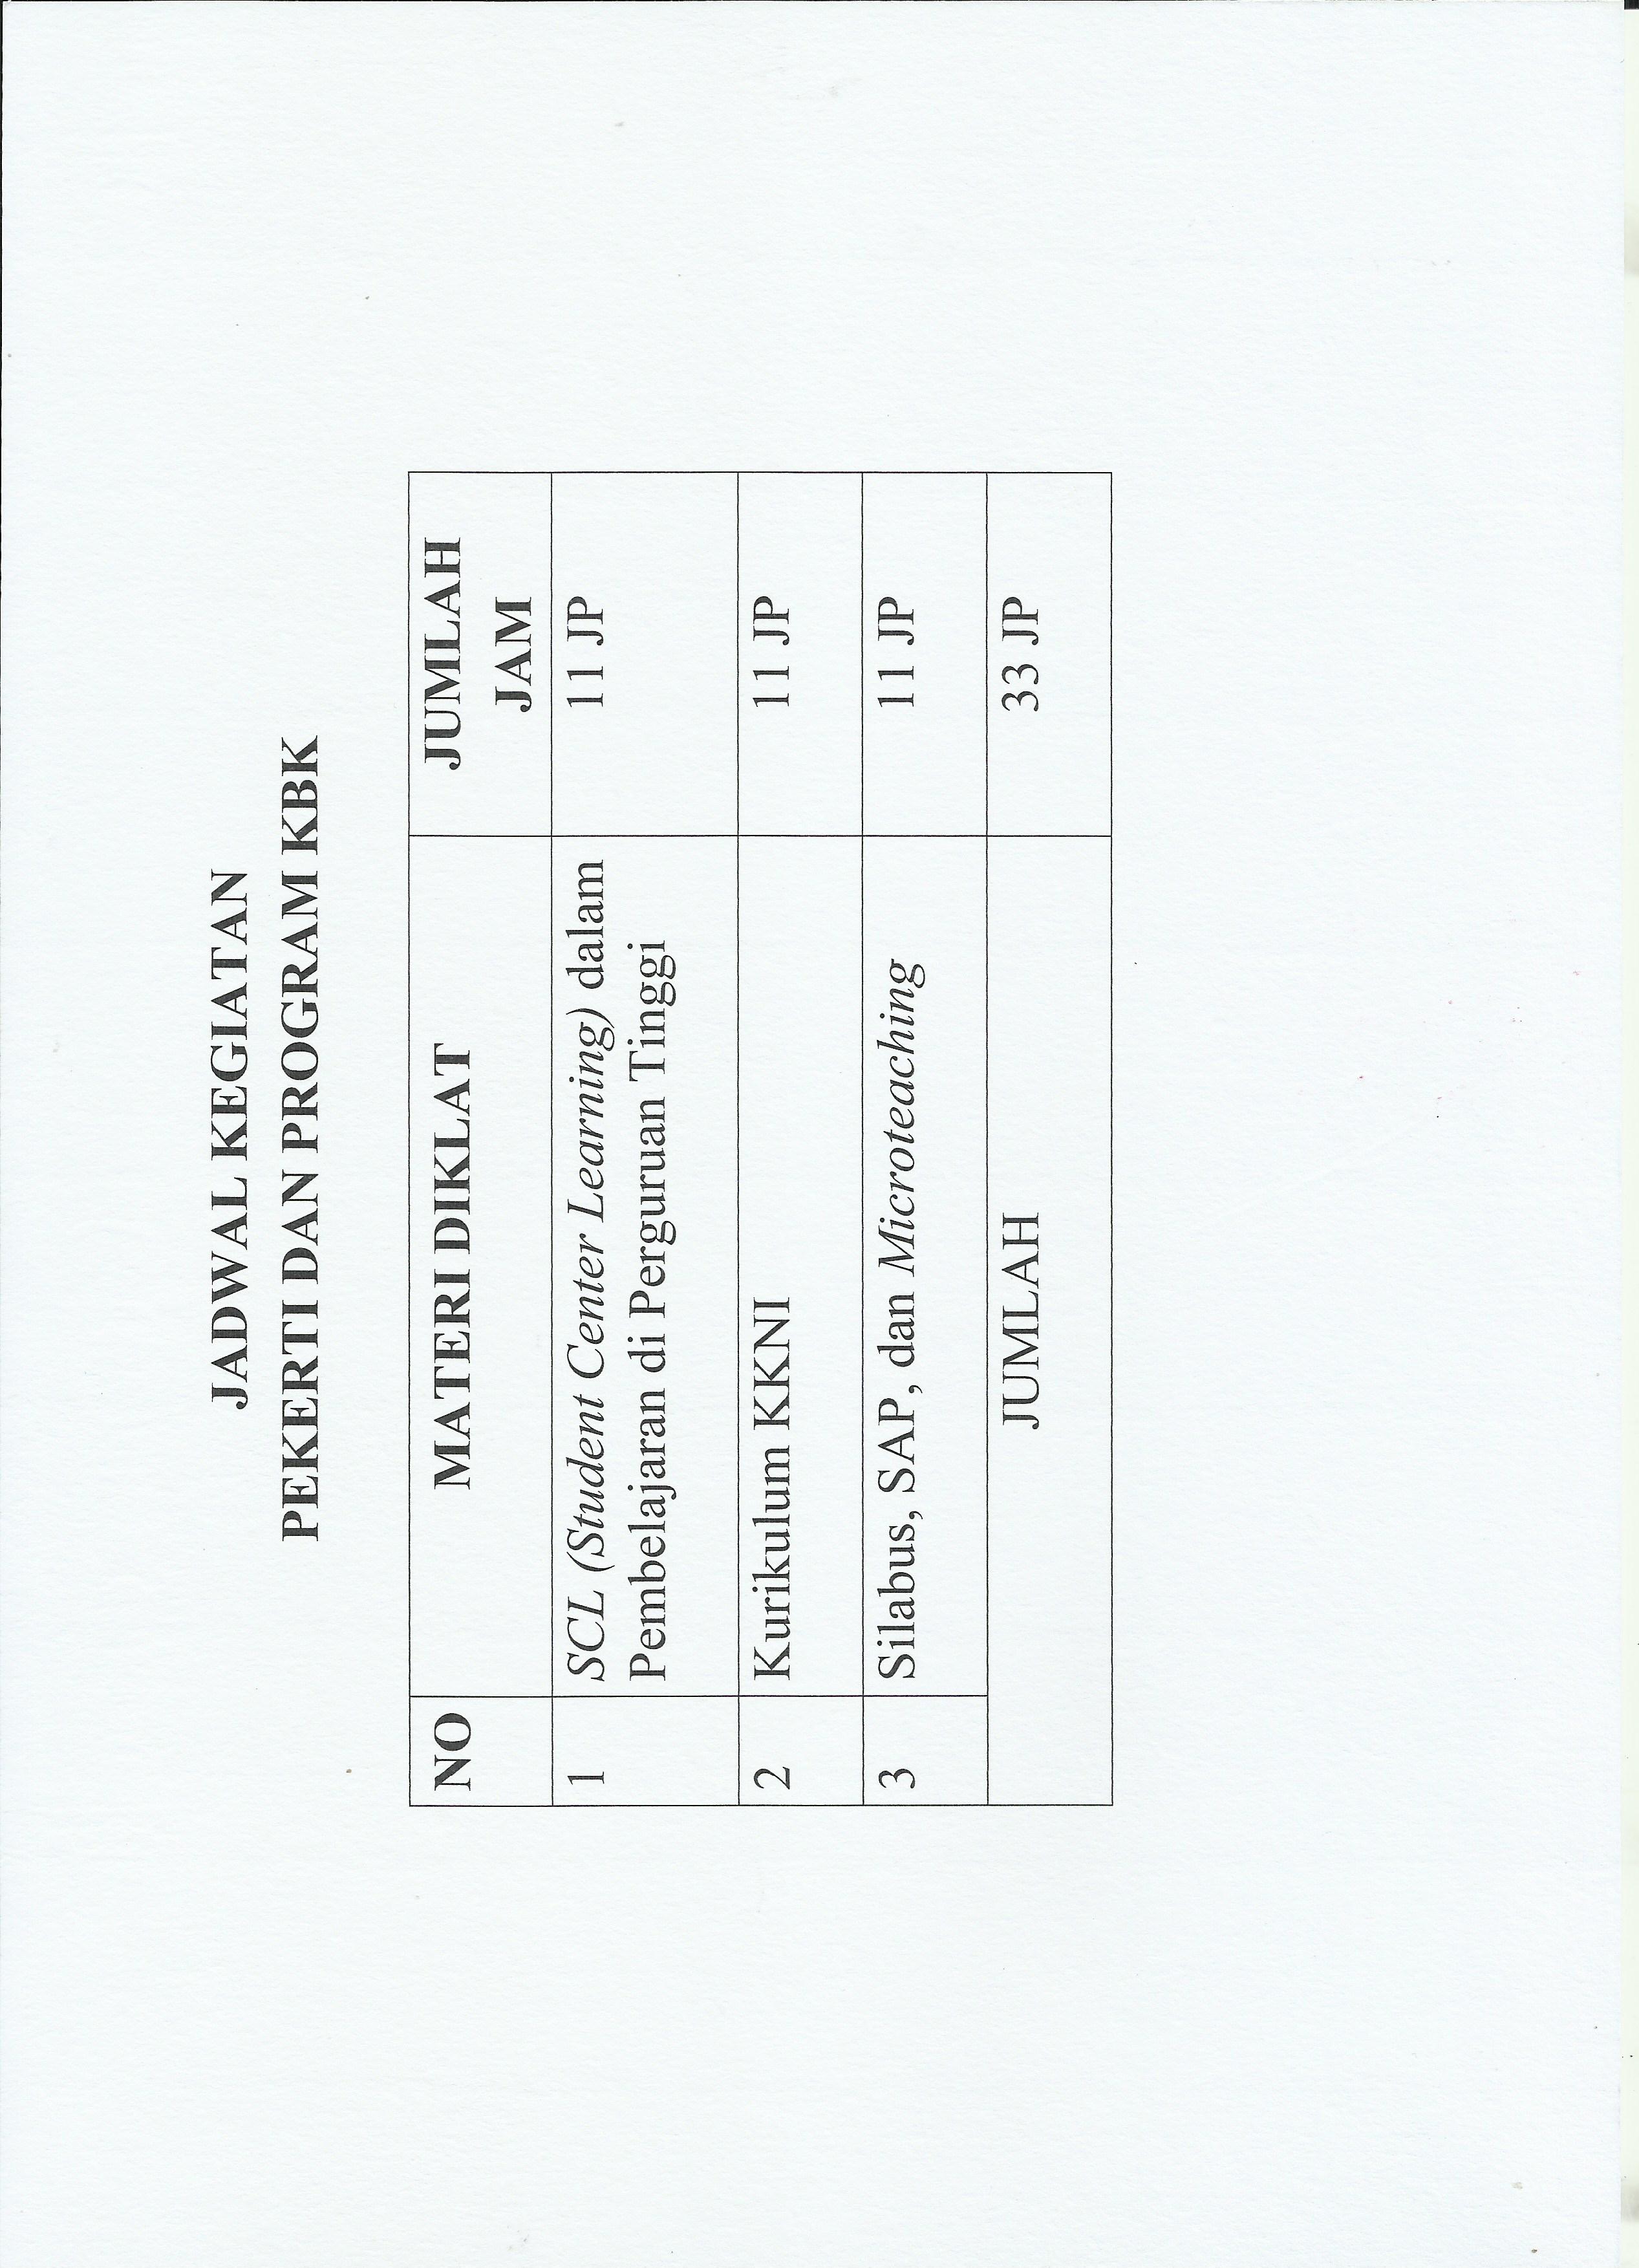 JADWAL KEGIATAN
PEKERTI DAN PROGRAM KBK
NO MATERI DIKLAT JUMLAH
JAM
1 SCL (Student Center Learning) dalam 11 JP
Pembelajaran di Perguruan Tinggi
2 Kurikulum KKNI 11 JP
3 Silabus, SAP, dan Microteaching 11 JP
JUMLAH 33 JP